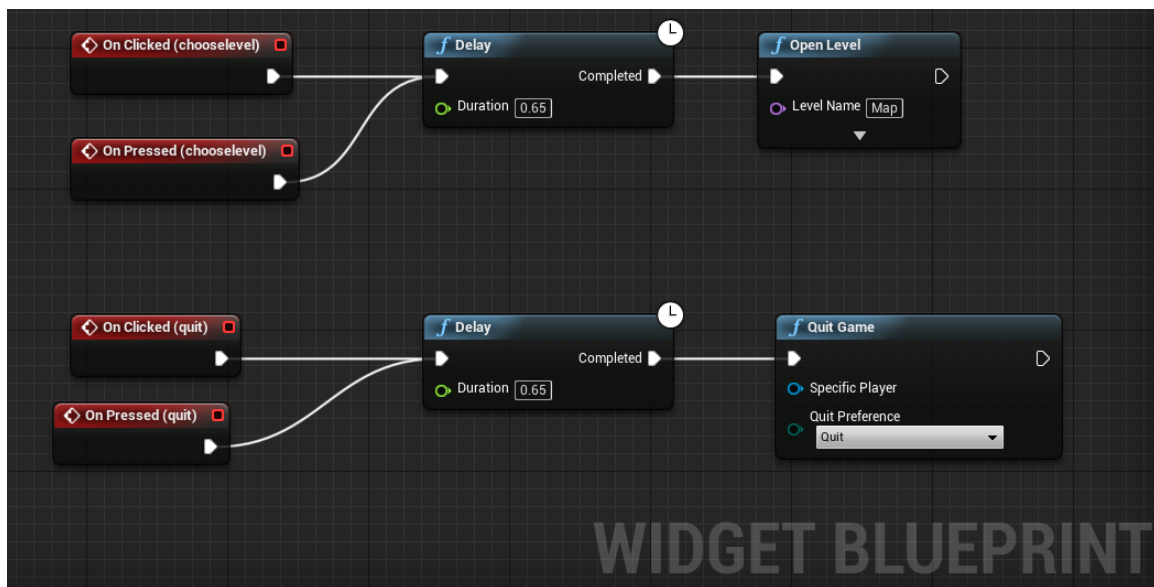 On Clicked (chooselevel)
f Delay
Completed
Duration 0.65
f Open Level
Level Name Map
On Pressed (chooselevel)
On Clicked (quit)
f Delay
Completed
Duration 0.65
f Quit Game
Specific Player
Quit Preference
Quit
On Pressed (quit)
WIDGET BLUEPRINT